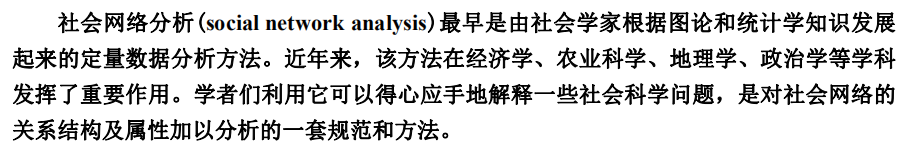 社会网络分析(social network analysis)最早是由社会学家根据图论和统计学知识发展
起来的定量数据分析方法。近年来，该方法在经济学、农业科学、地理学、政治学等学科
发挥了重要作用。学者们利用它可以得心应手地解释一些社会科学问题，是对社会网络的
关系结构及属性加以分析的一套规范和方法。